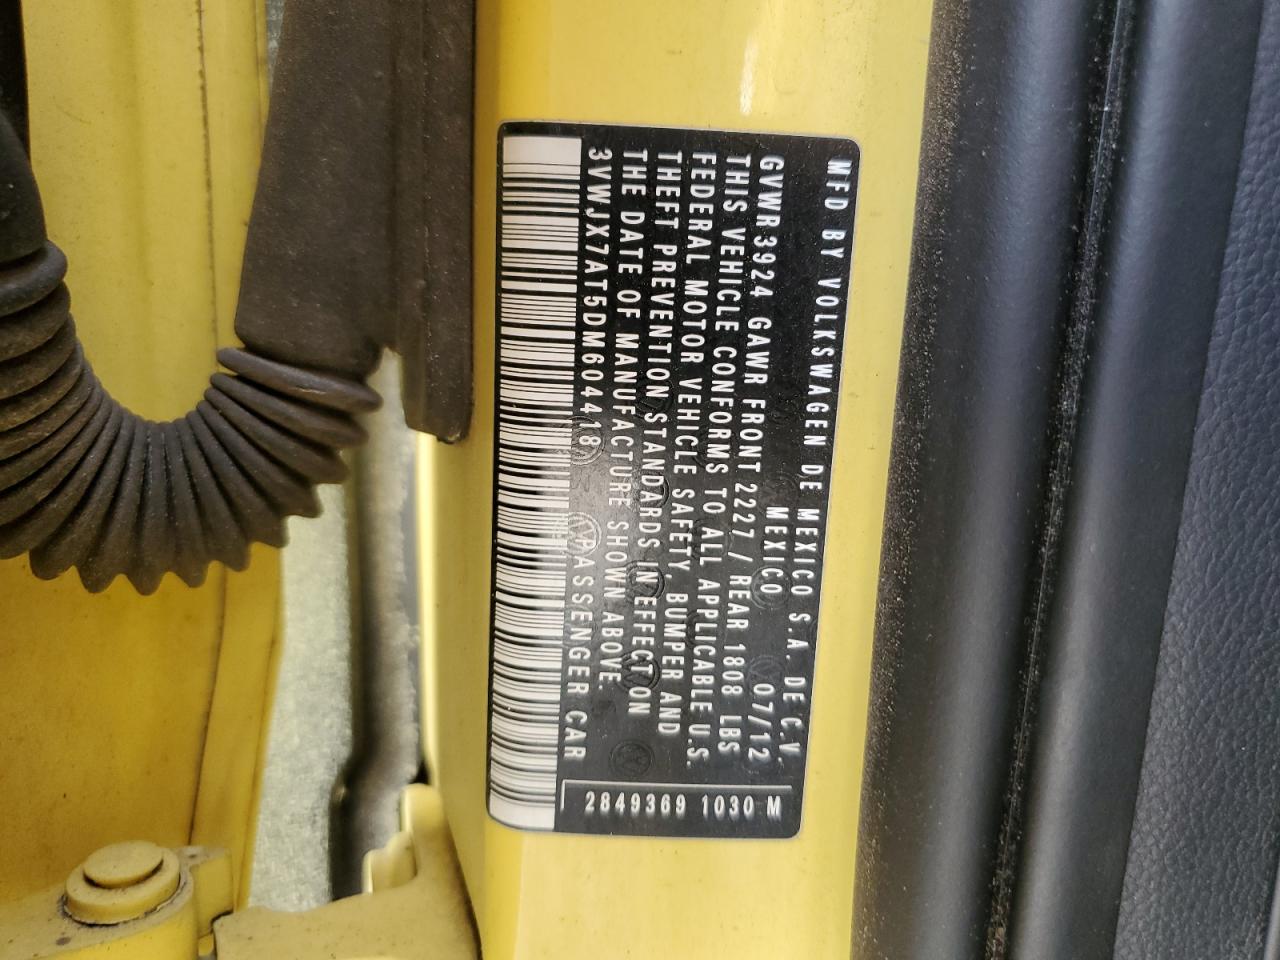 MFD BY VOLKSWAGEN DE MEXICO S.A. DE C.V.
MEXICO 07/12
GVWR 3924 GAWR FRONT 2227 / REAR 1808 LBS
THIS VEHICLE CONFORMS TO ALL APPLICABLE U.S.
FEDERAL MOTOR VEHICLE SAFETY, BUMPER AND
THEFT PREVENTION STANDARDS IN EFFECT ON
THE DATE OF MANUFACTURE SHOWN ABOVE.
3VWJX7AT5DM604418 PASSENGER CAR
2849369 1030 M